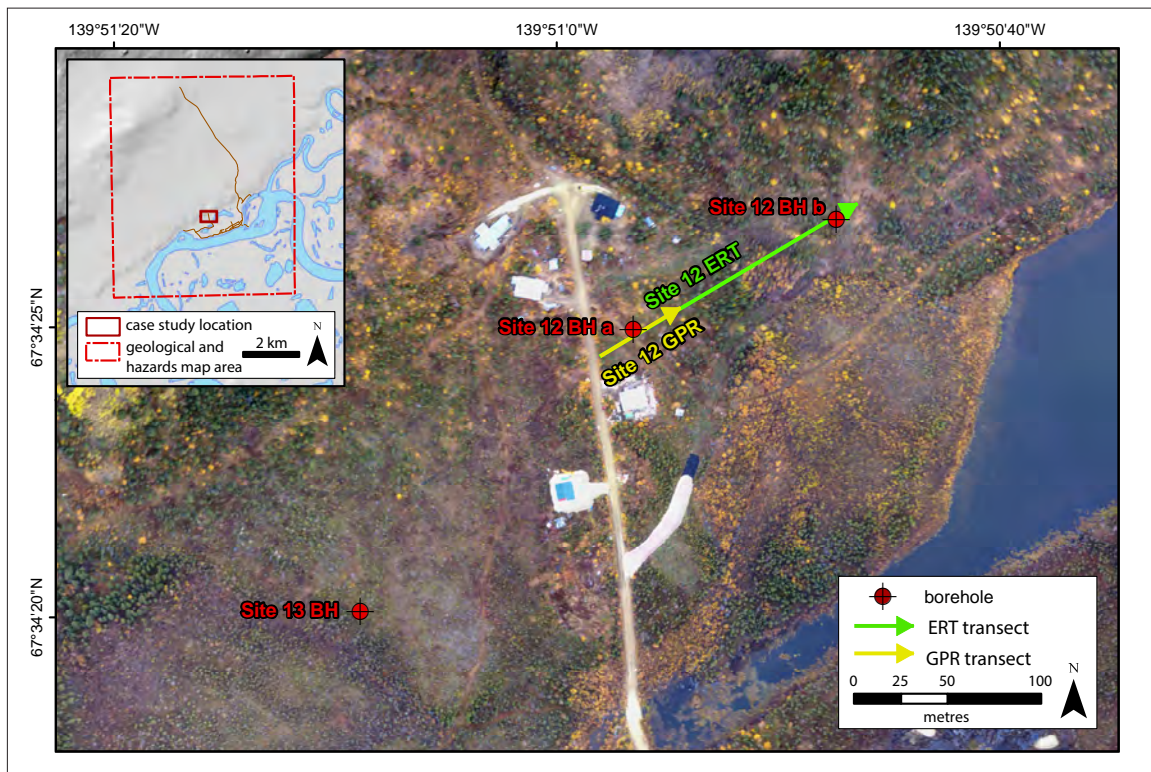 139°51'20"W
139°51'0"W
139°50'40"W
67°34'25"N
67°34'20"N
case study location
geological and
hazards map area
2 km
N
Site 12 BH b
Site 12 ERT
Site 12 BH a
Site 12 GPR
Site 13 BH
borehole
ERT transect
GPR transect
0 25 50 100
metres
N